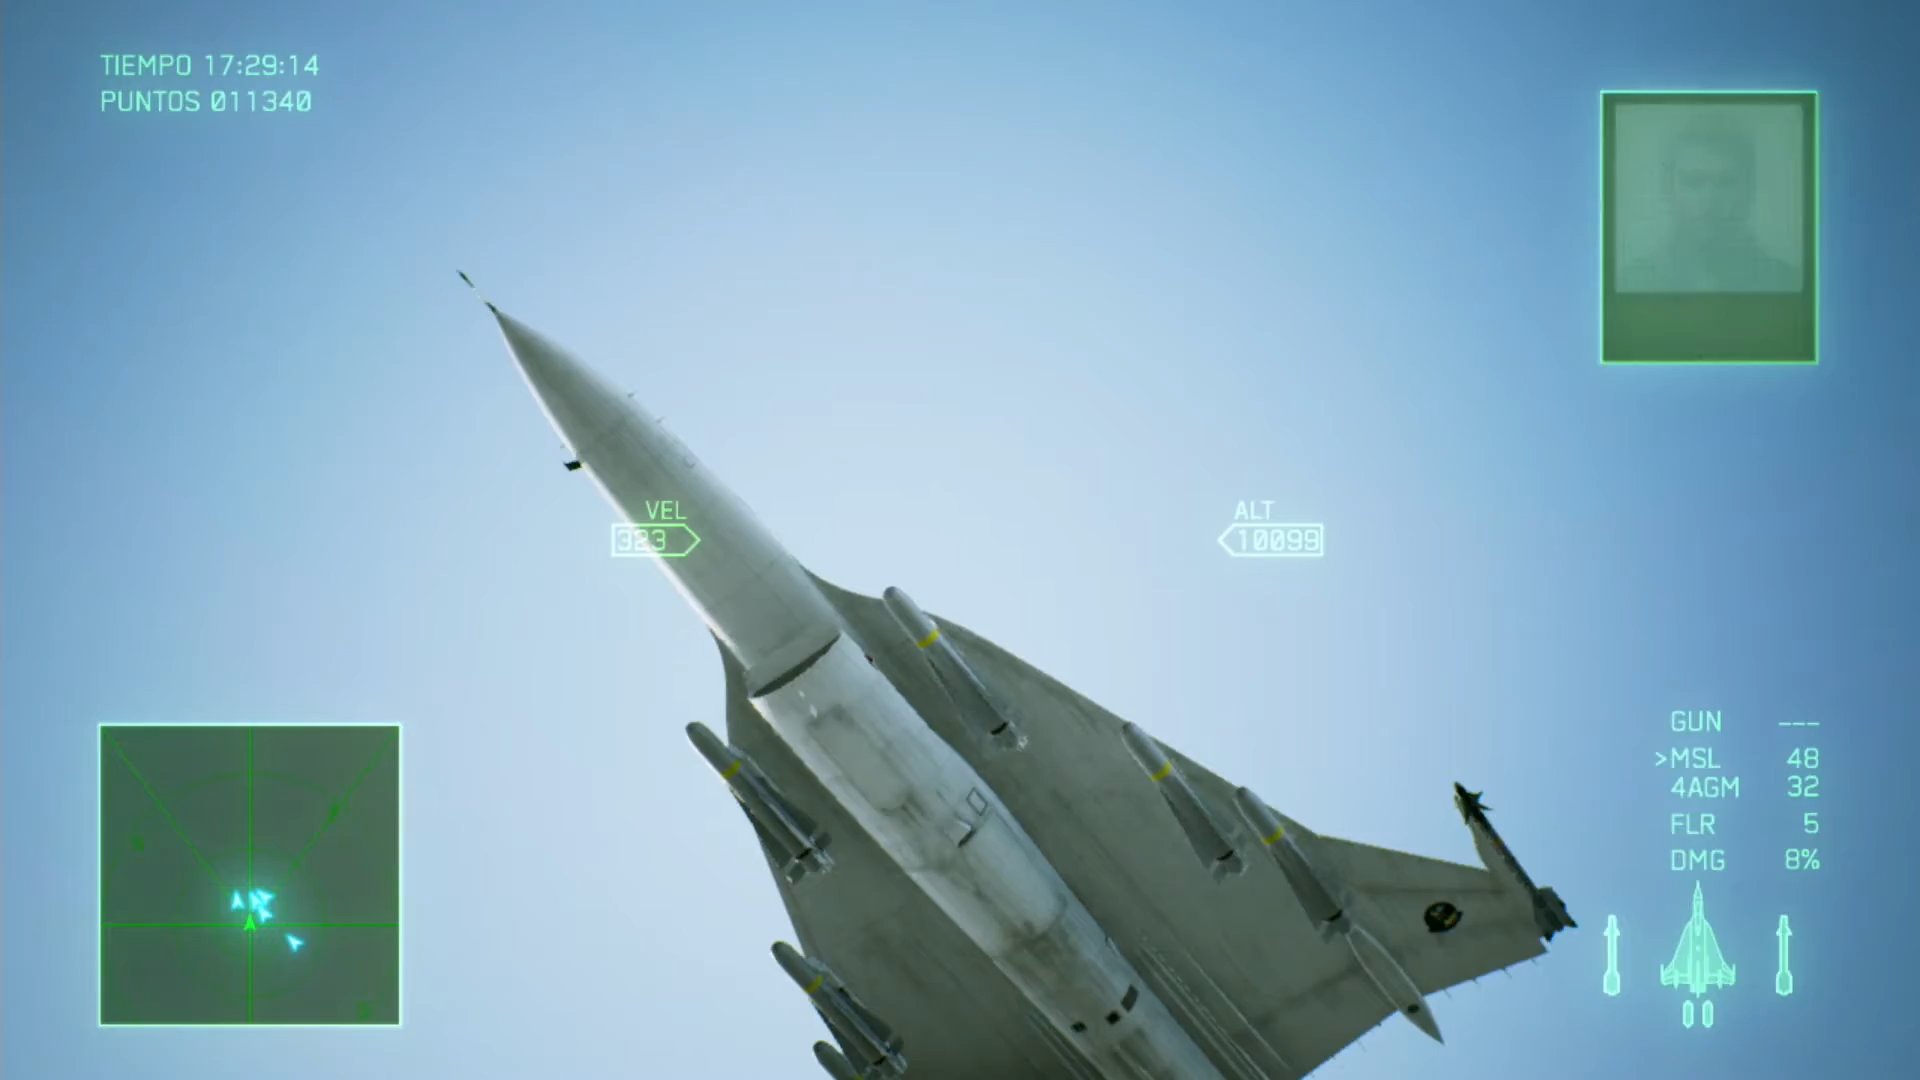 TIEMPO 17:29:14
PUNTOS 011340
VEL
323
ALT
10099
GUN ---
>MSL 48
4AGM 32
FLR 5
DMG 8%